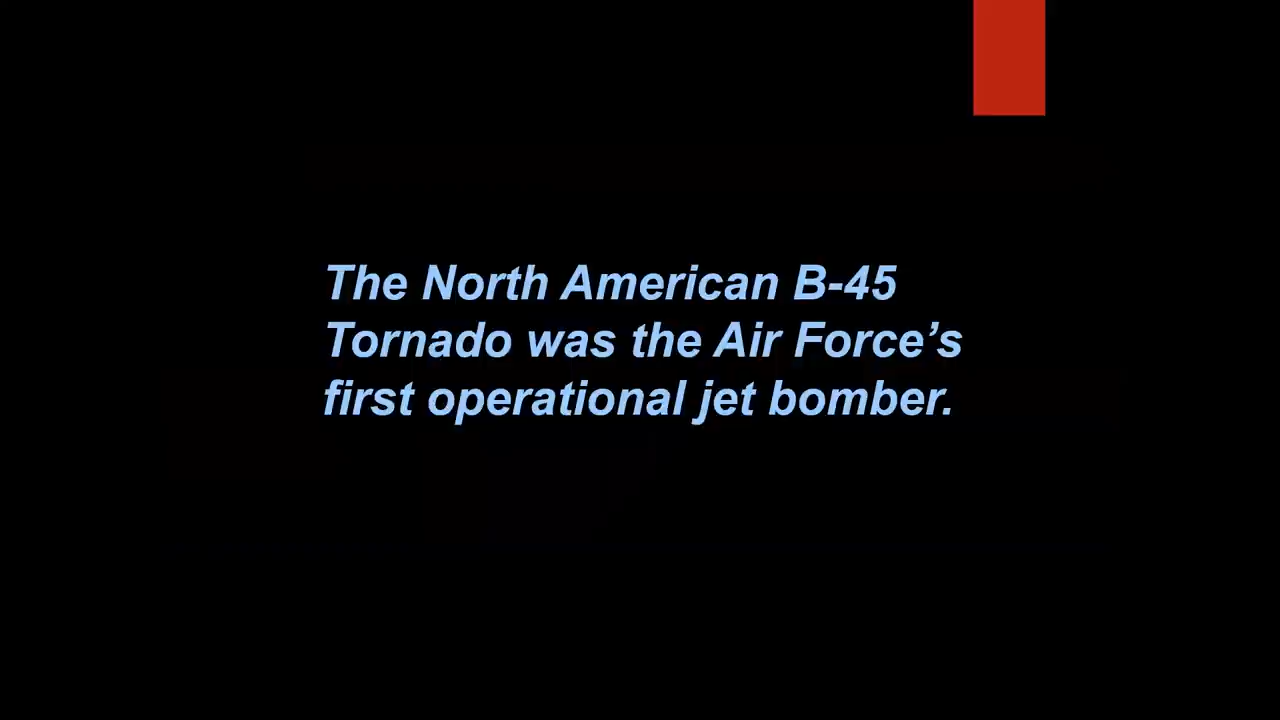 The North American B-45
Tornado was the Air Force’s
first operational jet bomber.